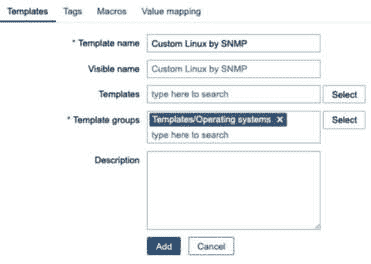 Templates Tags Macros Value mapping
* Template name Custom Linux by SNMP
Visible name Custom Linux by SNMP
Templates type here to search Select
* Template groups Templates/Operating systems × Select
type here to search
Description
Add Cancel